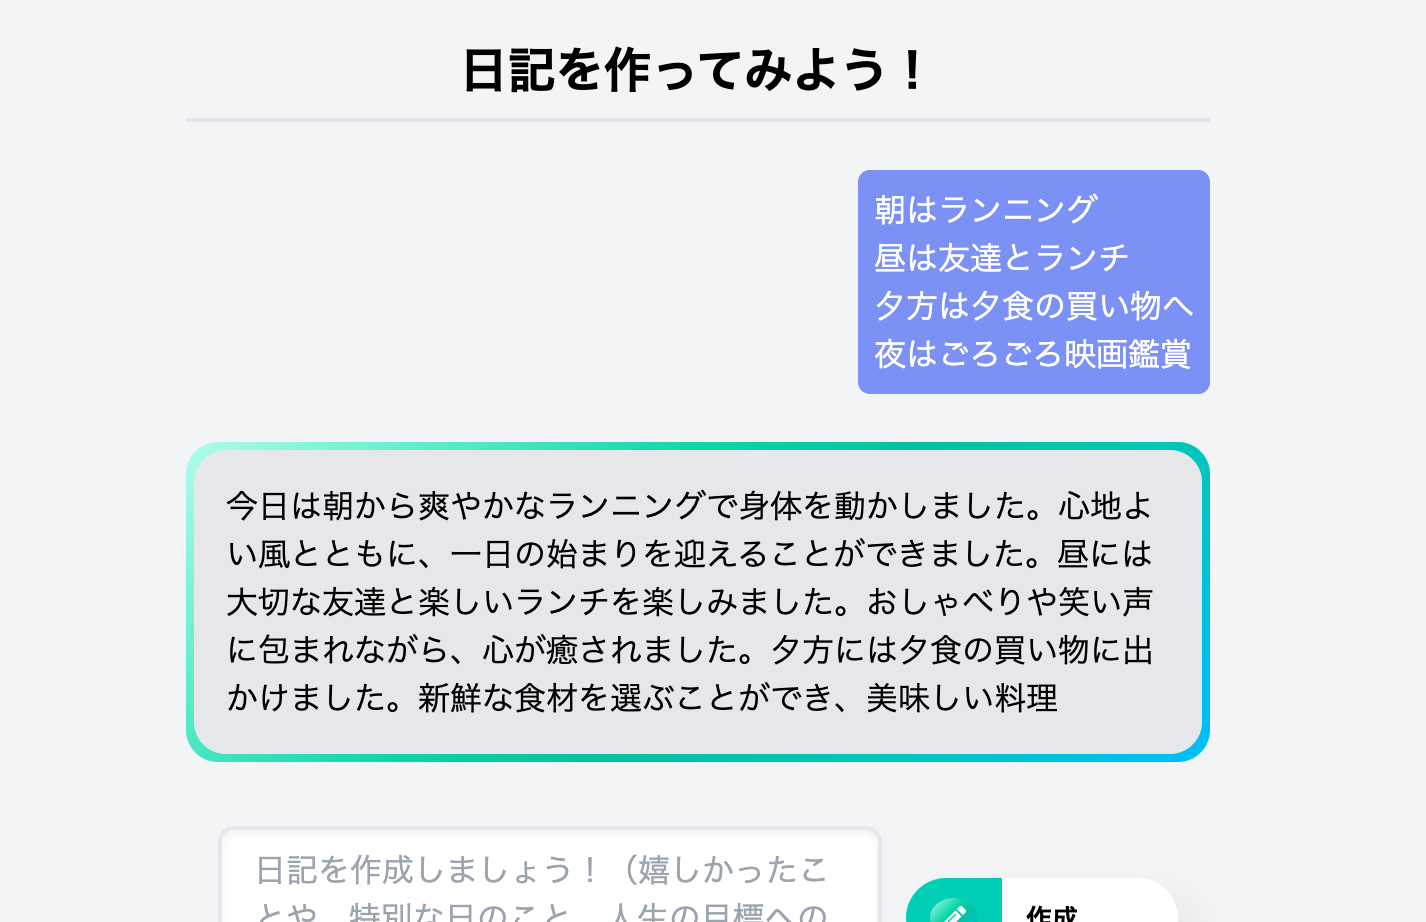 日記を作ってみよう！
朝はランニング
昼は友達とランチ
夕方は夕食の買い物へ
夜はごろごろ映画鑑賞
今日は朝から爽やかなランニングで身体を動かしました。心地よ
い風とともに、一日の始まりを迎えることができました。昼には
大切な友達と楽しいランチを楽しみました。おしゃべりや笑い声
に包まれながら、心が癒されました。夕方には夕食の買い物に出
かけました。新鮮な食材を選ぶことができ、美味しい料理
日記を作成しましょう！（嬉しかったこ
とや、特別な日のこと、人生の目標への
作成